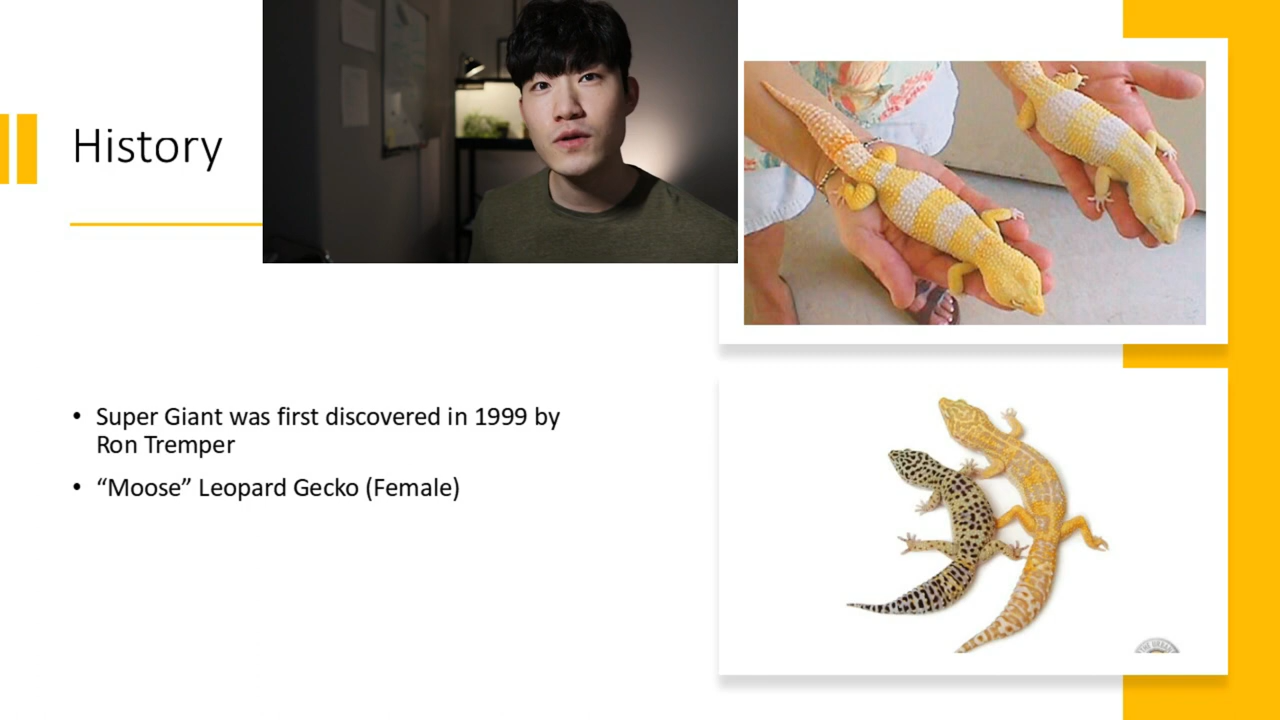 History
• Super Giant was first discovered in 1999 by
Ron Tremper
• “Moose” Leopard Gecko (Female)